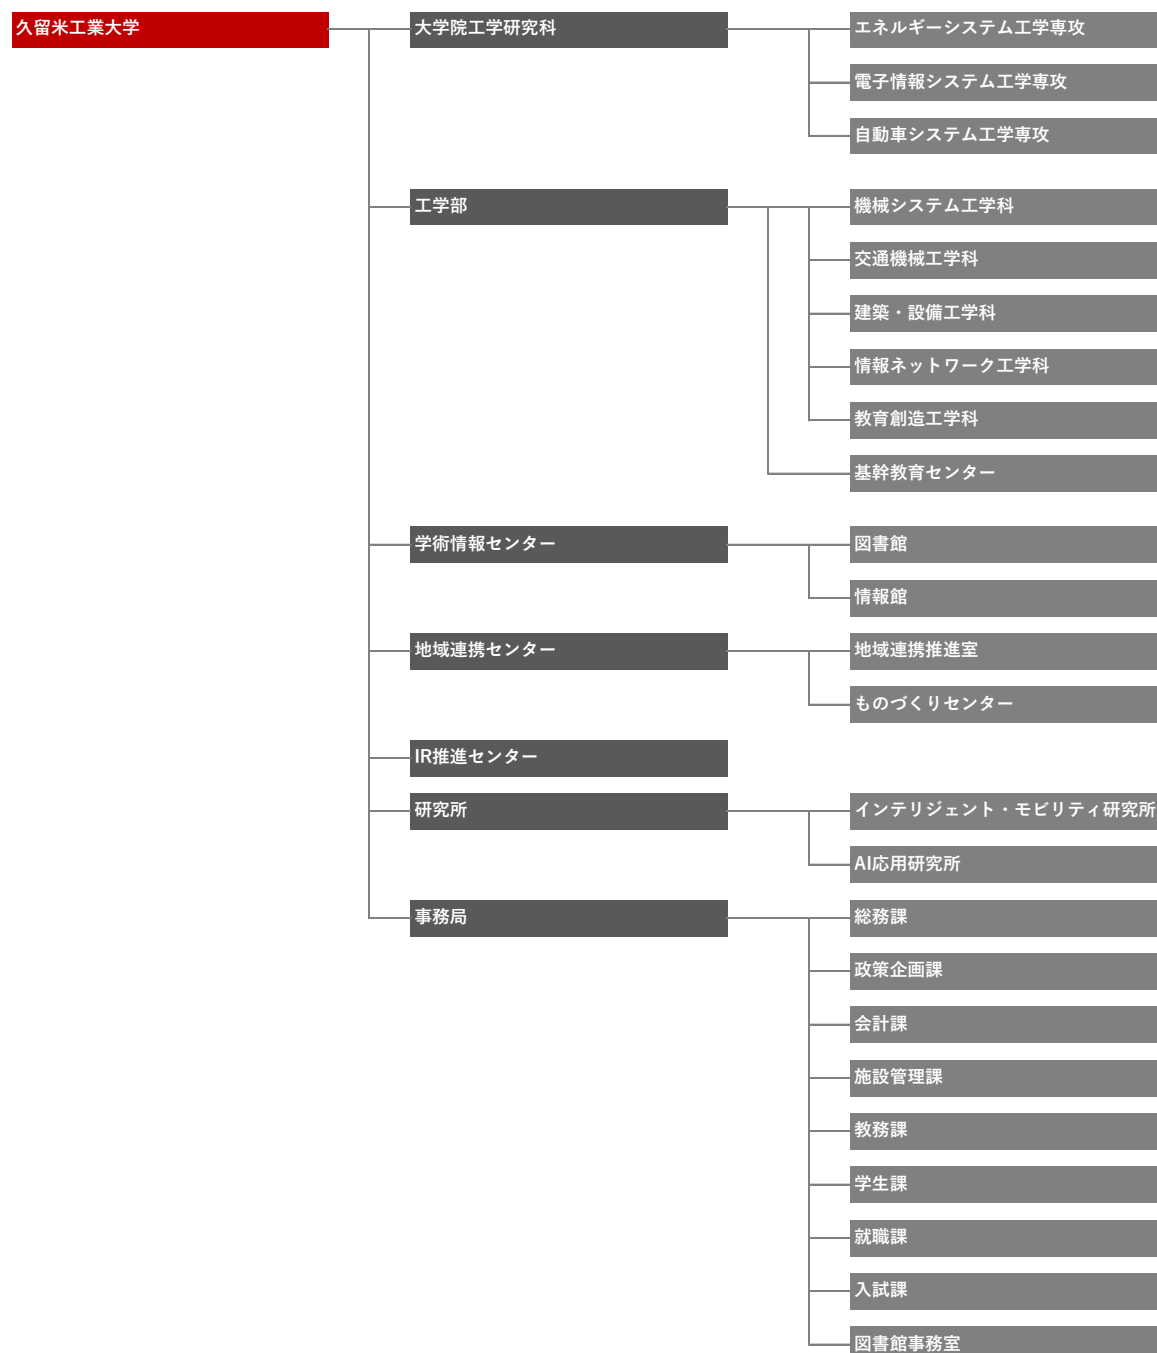 久留米工業大学
大学院工学研究科
エネルギーシステム工学専攻
電子情報システム工学専攻
自動車システム工学専攻
工学部
機械システム工学科
交通機械工学科
建築・設備工学科
情報ネットワーク工学科
教育創造工学科
基幹教育センター
学術情報センター
図書館
情報館
地域連携センター
地域連携推進室
ものづくりセンター
IR推進センター
研究所
インテリジェント・モビリティ研究所
AI応用研究所
事務局
総務課
政策企画課
会計課
施設管理課
教務課
学生課
就職課
入試課
図書館事務室